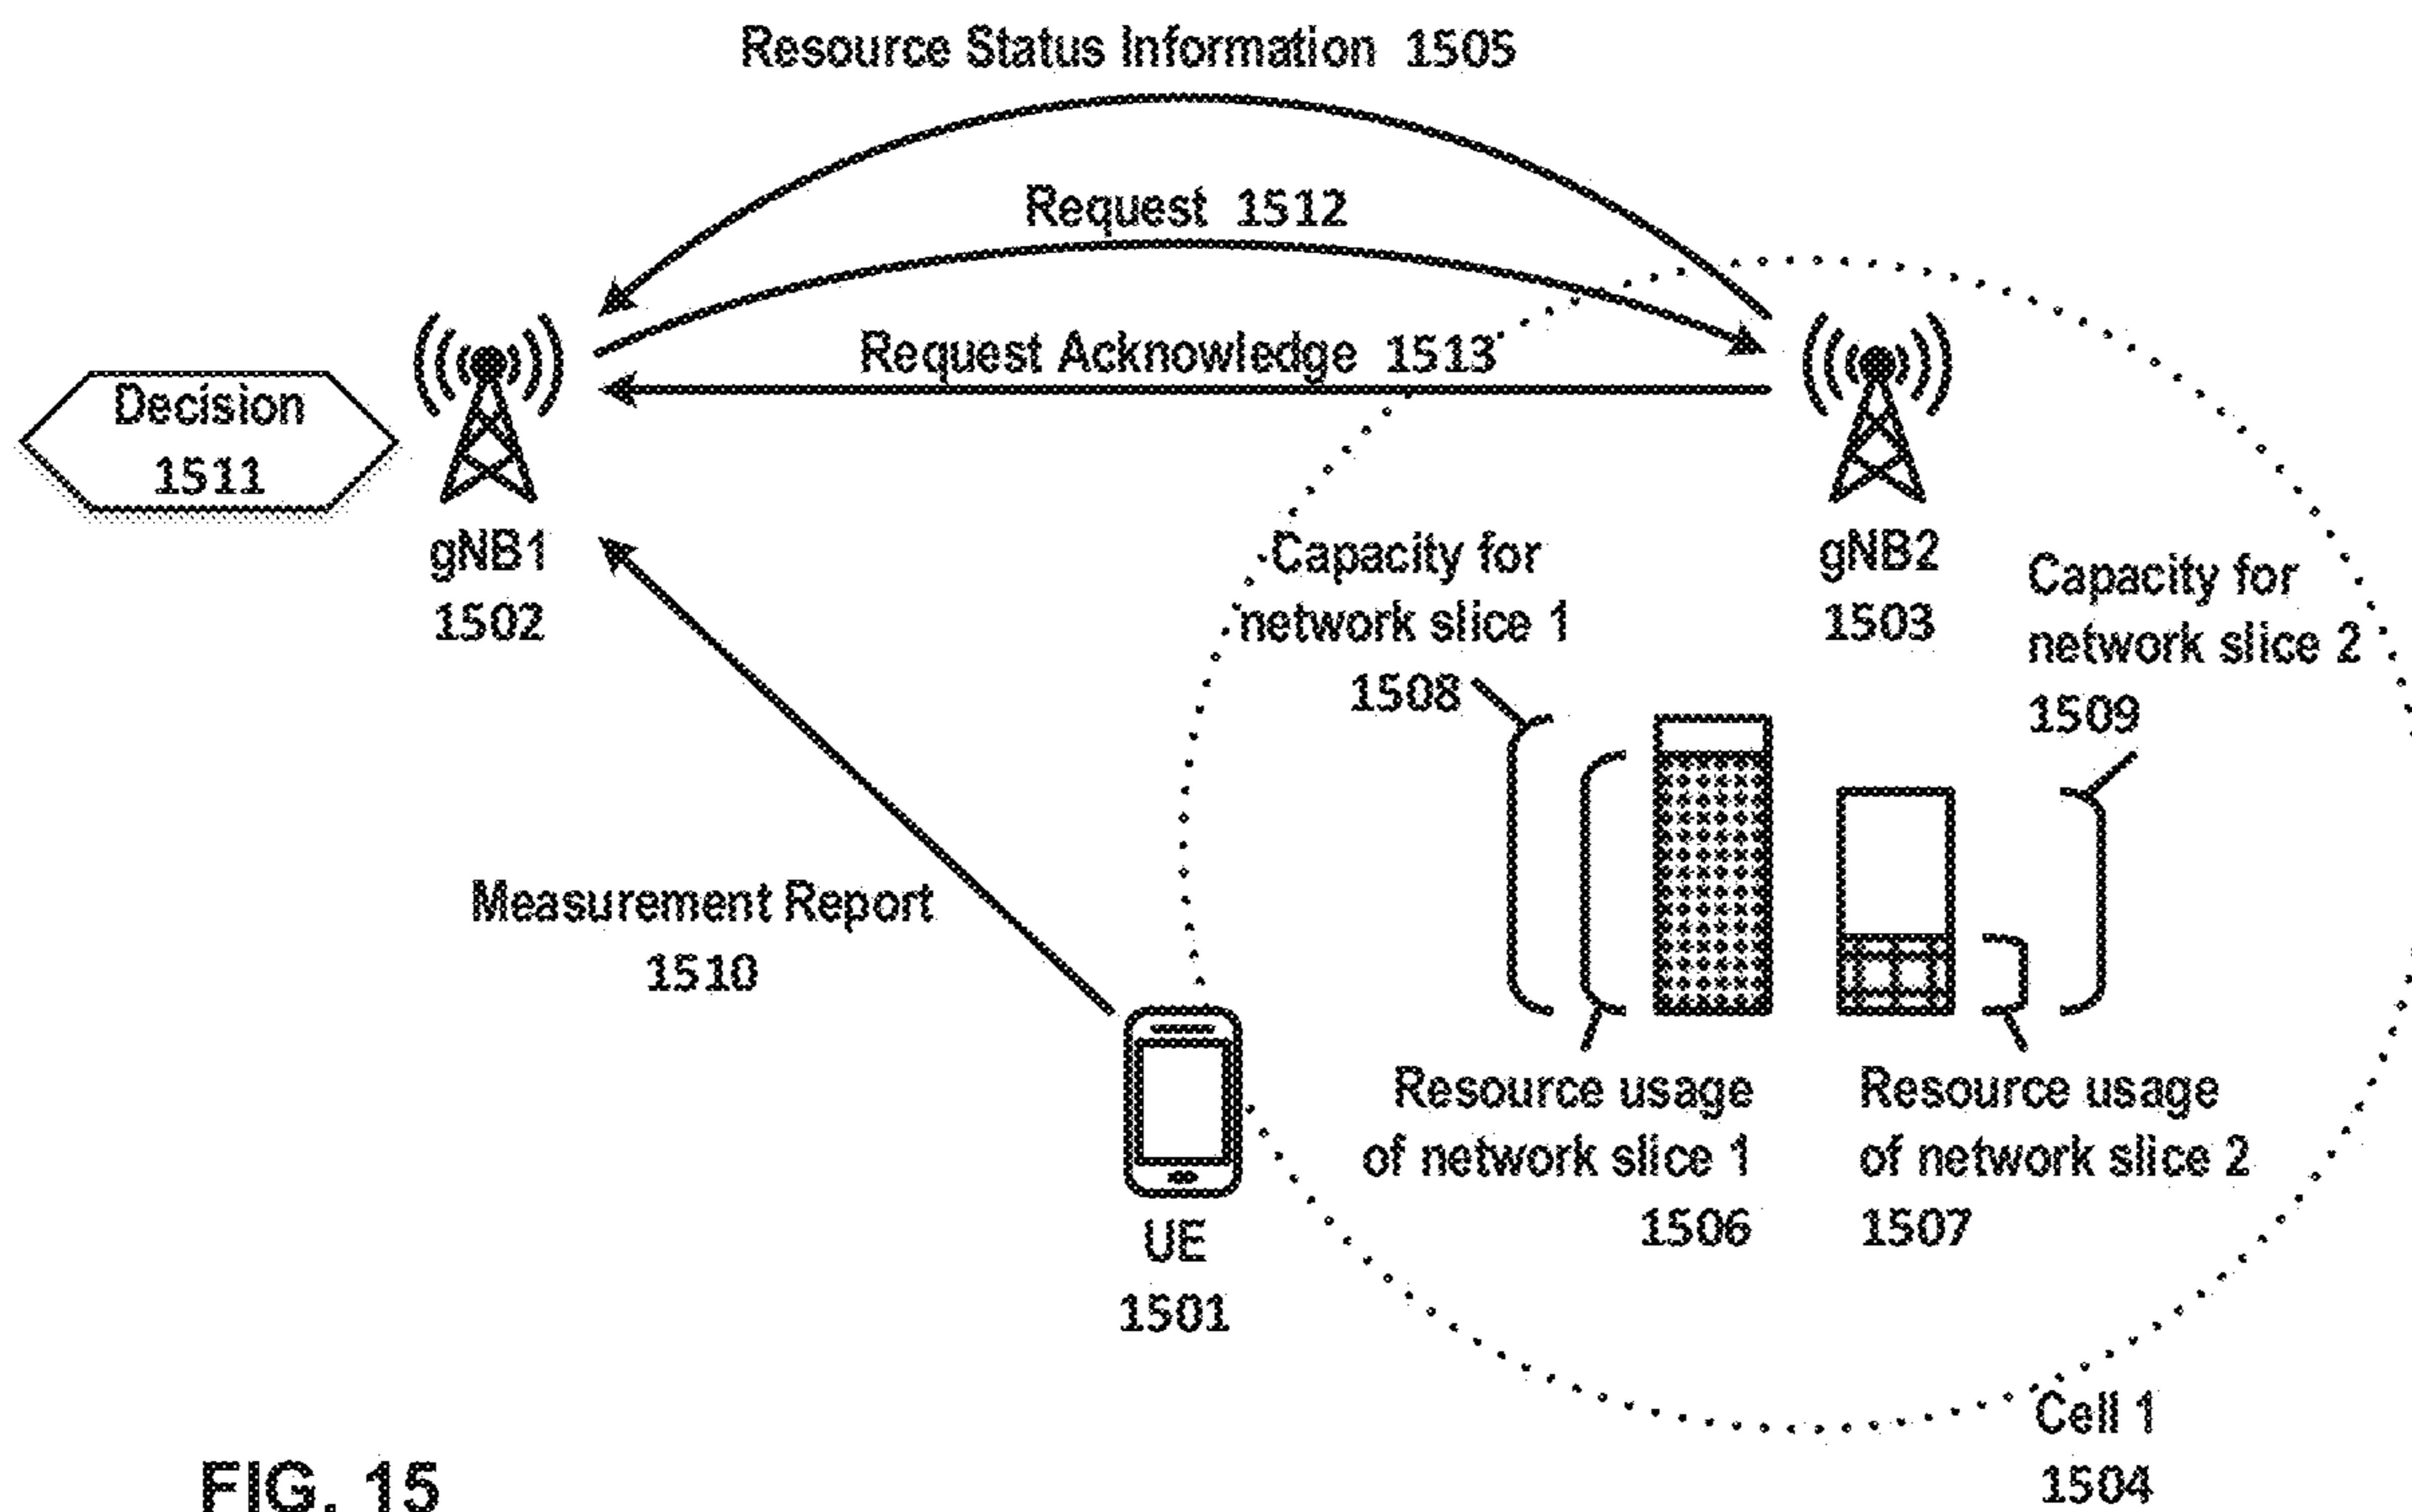 Resource Status Information 1505
Request 1512
Request Acknowledge 1513
Decision
1511
gNB1
1502
gNB2
1503
Capacity for
network slice 1
1508
Capacity for
network slice 2
1509
Measurement Report
1510
UE
1501
Resource usage
of network slice 1
1506
Resource usage
of network slice 2
1507
Cell 1
1504
FIG. 15